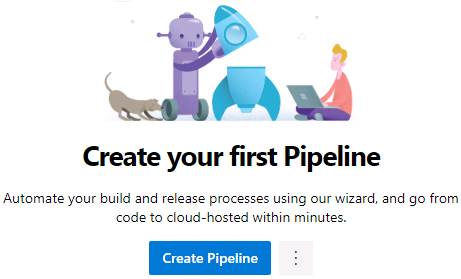 Create your first Pipeline
Automate your build and release processes using our wizard, and go from
code to cloud-hosted within minutes.
Create Pipeline